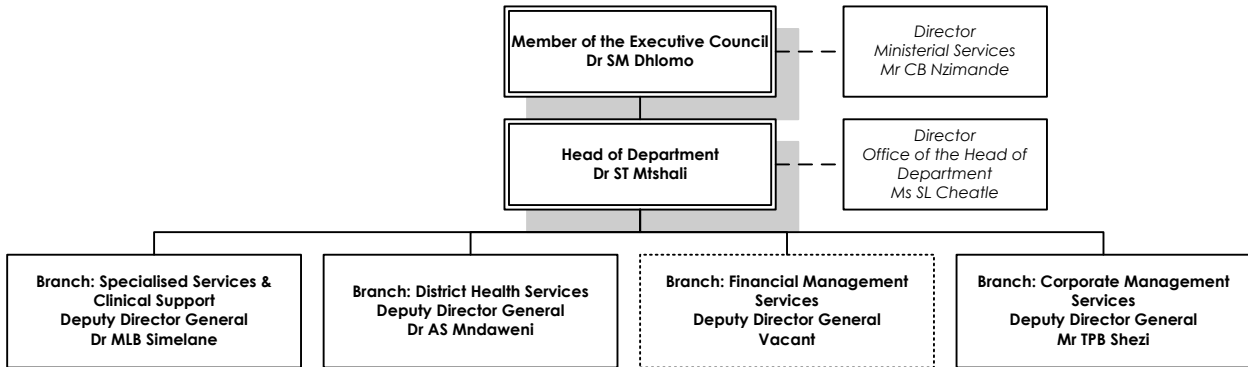 Member of the Executive Council
Dr SM Dhlomo
Director
Ministerial Services
Mr CB Nzimande
Head of Department
Dr ST Mtshali
Director
Office of the Head of
Department
Ms SL Cheatle
Branch: Specialised Services &
Clinical Support
Deputy Director General
Dr MLB Simelane
Branch: District Health Services
Deputy Director General
Dr AS Mndaweni
Branch: Financial Management
Services
Deputy Director General
Vacant
Branch: Corporate Management
Services
Deputy Director General
Mr TPB Shezi